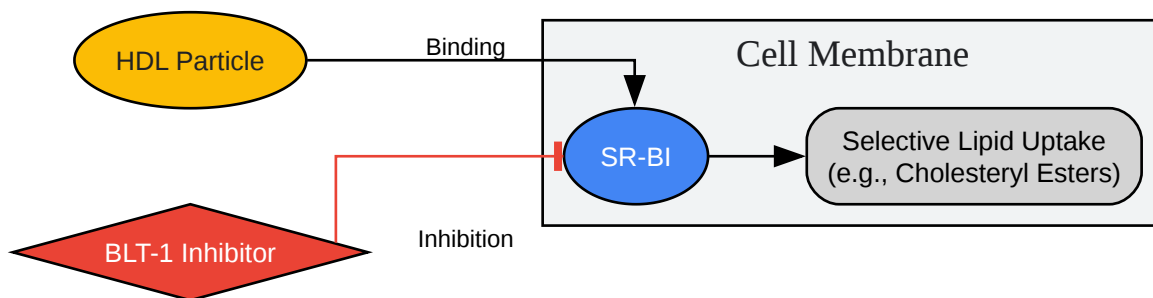 HDL Particle
Binding
Cell Membrane
SR-BI
Selective Lipid Uptake
(e.g., Cholesteryl Esters)
BLT-1 Inhibitor
Inhibition